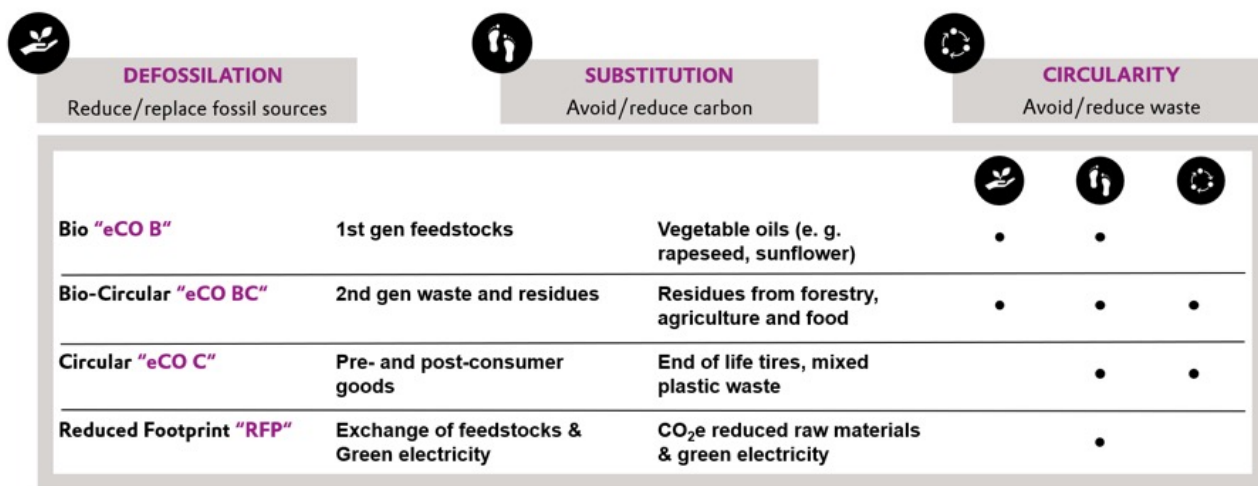 DEFOSSILATION
Reduce/replace fossil sources
SUBSTITUTION
Avoid/reduce carbon
CIRCULARITY
Avoid/reduce waste
Bio "eCO B"
1st gen feedstocks
Vegetable oils (e. g.
rapeseed, sunflower)
Bio-Circular "eCO BC"
2nd gen waste and residues
Residues from forestry,
agriculture and food
Circular "eCO C"
Pre- and post-consumer
goods
End of life tires, mixed
plastic waste
Reduced Footprint "RFP"
Exchange of feedstocks &
Green electricity
CO₂e reduced raw materials
& green electricity